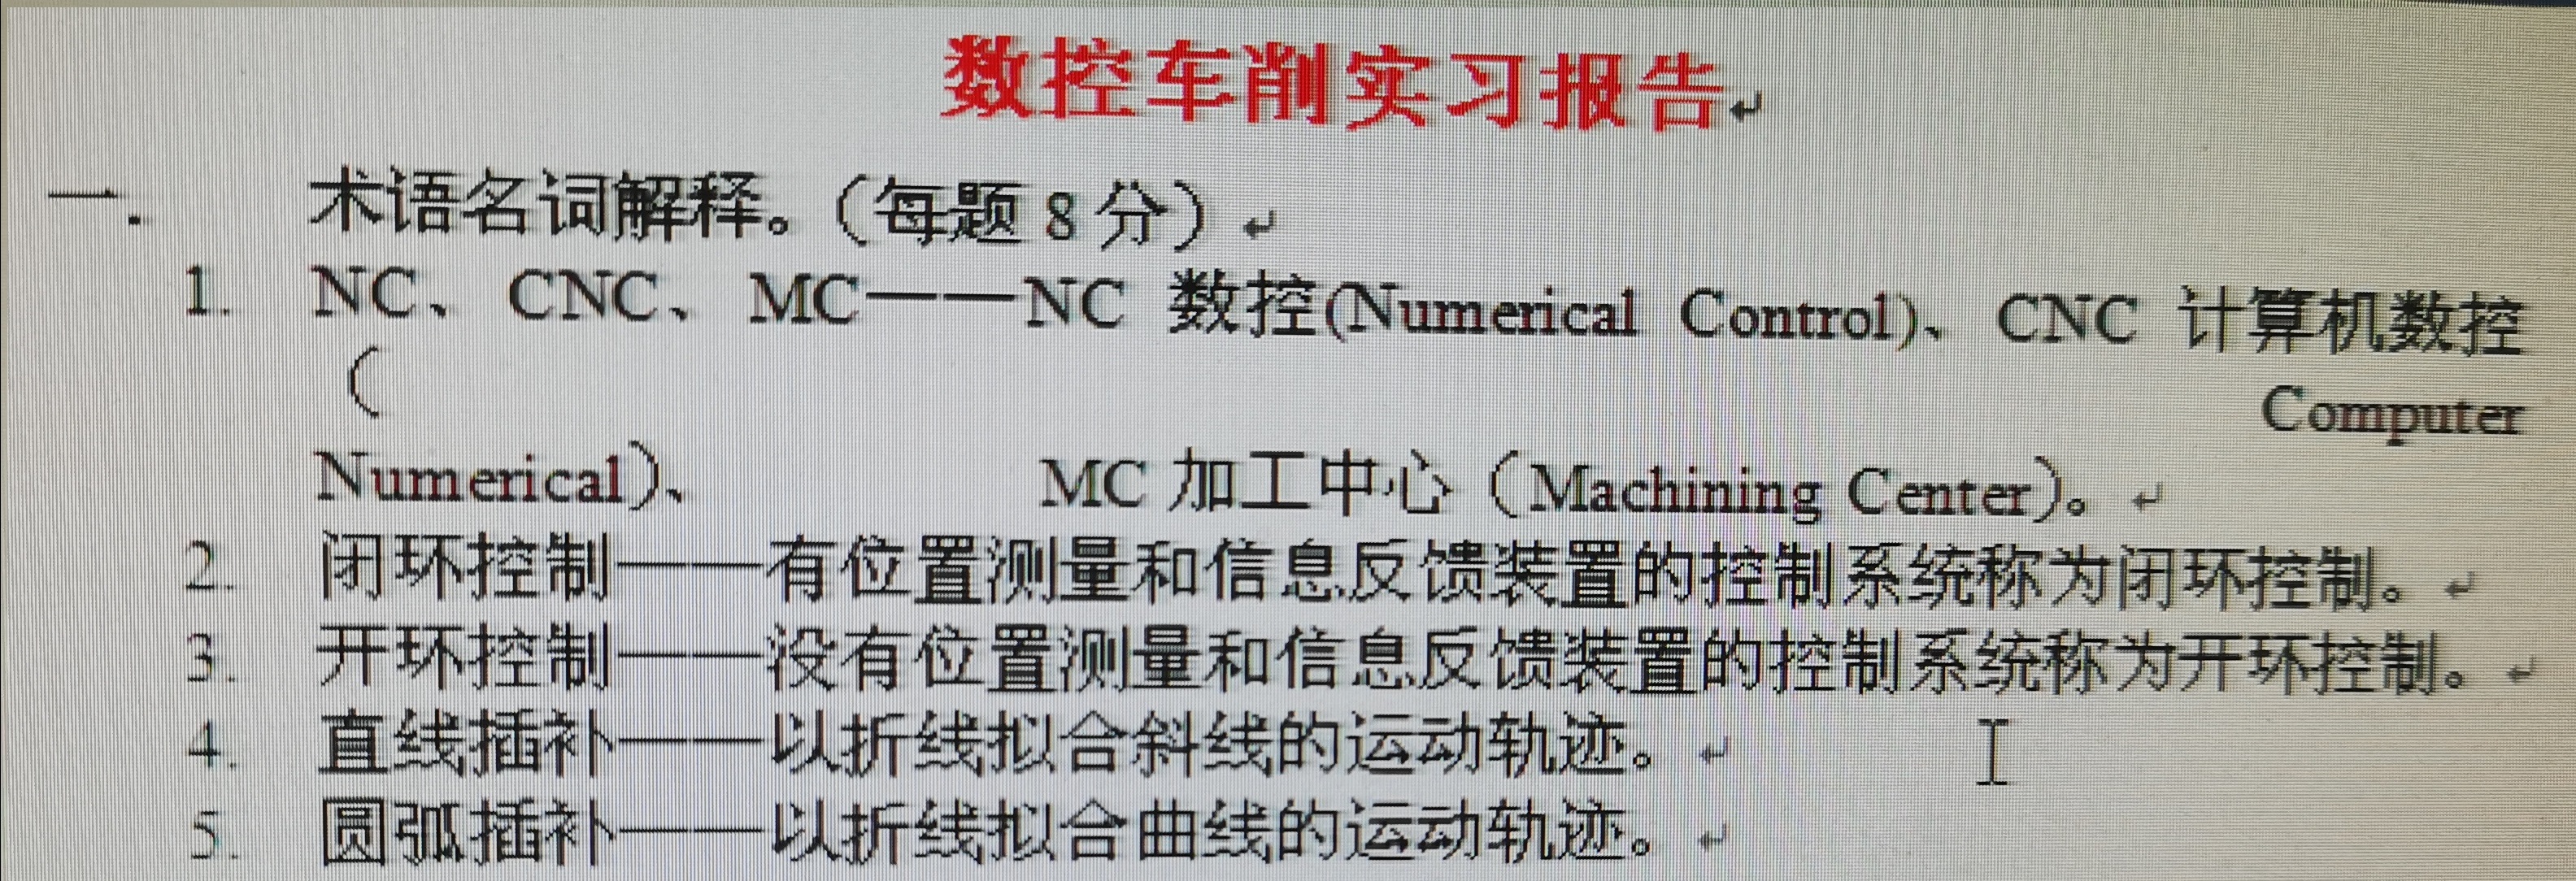 数控车削实习报告
一. 术语名词解释。（每题 8 分）
1. NC、CNC、MC——NC 数控(Numerical Control)、CNC 计算机数控
（ Computer
Numerical）、 MC 加工中心（Machining Center）。
2. 闭环控制——有位置测量和信息反馈装置的控制系统称为闭环控制。
3. 开环控制——没有位置测量和信息反馈装置的控制系统称为开环控制。
4. 直线插补——以折线拟合斜线的运动轨迹。
5. 圆弧插补——以折线拟合曲线的运动轨迹。